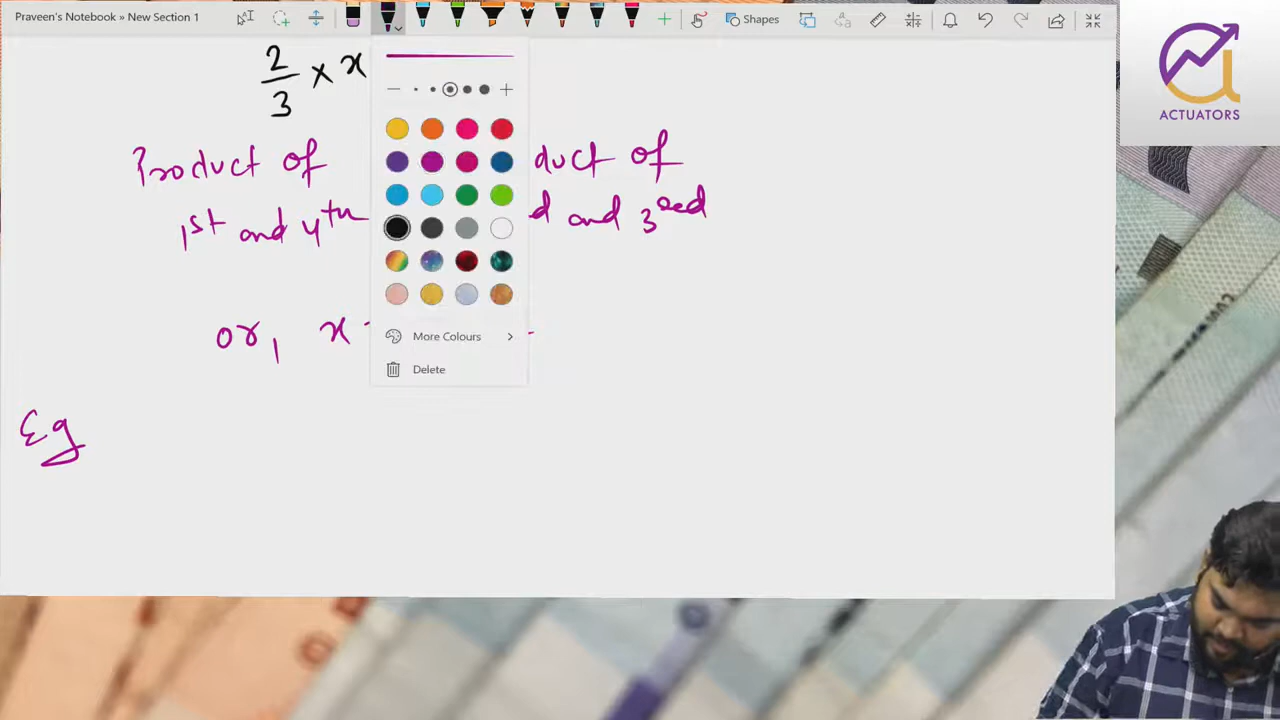 Praveen's Notebook » New Section 1
Shapes
ACTUATORS
2/3 × x
Product of duct of
1st and 4th d and 3red
More Colours
or, x
Delete
Eg